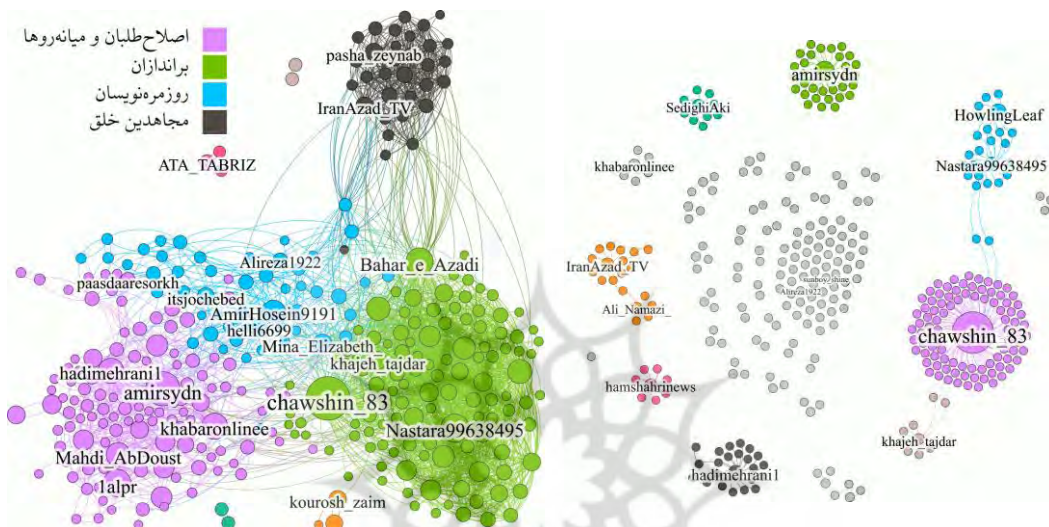 اصلاح‌طلبان و میانه‌روها
براندازان
روزمره‌نویسان
مجاهدین خلق
pasha_zeynab
IranAzad_TV
ATA_TABRIZ
Bahar_e_Azadi
Alireza1922
paasdaaresorkh
itsjochebed
AmirHosein9191
helli6699
Mina_Elizabeth
khajeh_tajdar
hadimehrani1
amirsydn
chawshin_83
khabaronlinee
Nastara99638495
Mahdi_AbDoust
1alpr
kourosh_zaim
amirsydn
SedighiAki
HowlingLeaf
khabaronlinee
Nastara99638495
IranAzad_TV
Alireza1922
Ali_Namazi_
chawshin_83
hamshahrinews
khajeh_tajdar
hadimehrani1